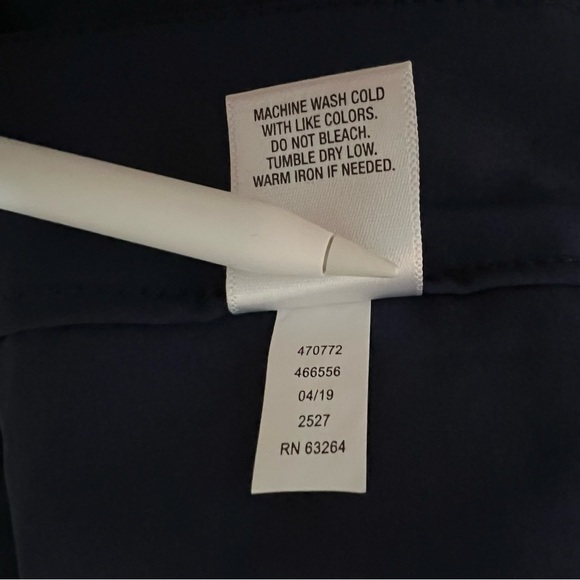 MACHINE WASH COLD
WITH LIKE COLORS.
DO NOT BLEACH.
TUMBLE DRY LOW.
WARM IRON IF NEEDED.
470772
466556
04/19
2527
RN 63264